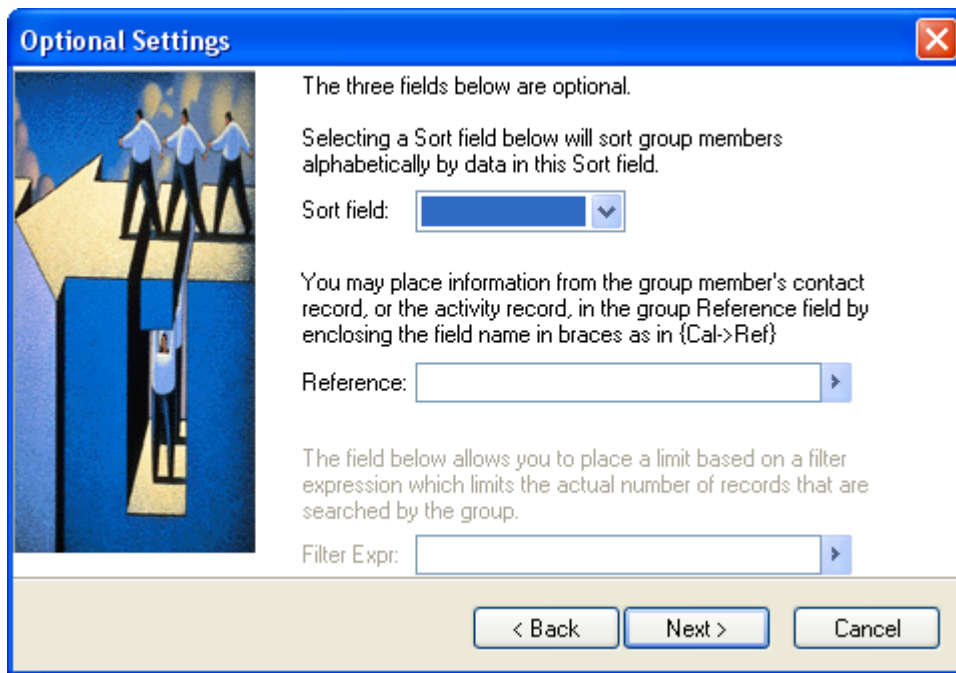 Optional Settings
The three fields below are optional.
Selecting a Sort field below will sort group members
alphabetically by data in this Sort field.
Sort field:
You may place information from the group member's contact
record, or the activity record, in the group Reference field by
enclosing the field name in braces as in {Cal->Ref}
Reference:
The field below allows you to place a limit based on a filter
expression which limits the actual number of records that are
searched by the group.
Filter Expr:
< Back Next > Cancel